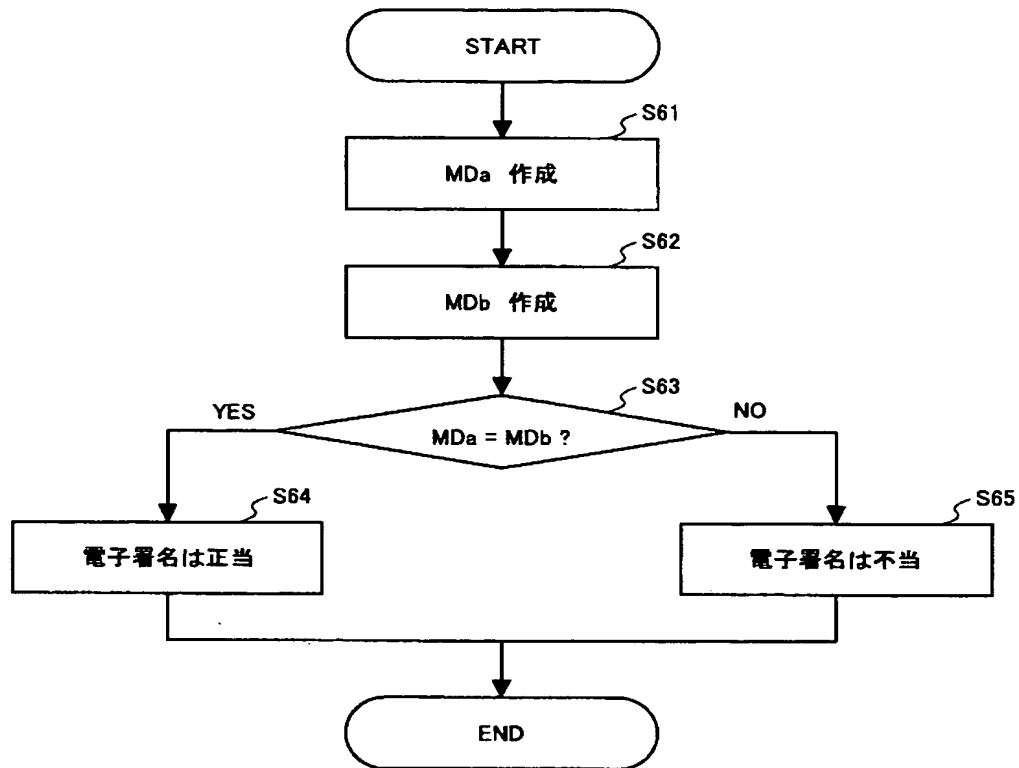 START
S61
MDa 作成
S62
MDb 作成
S63
YES
NO
MDa = MDb ?
S64
S65
電子署名は正当
電子署名は不当
END